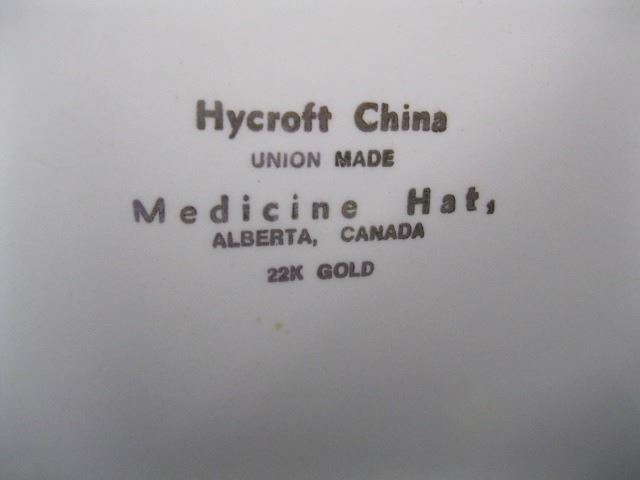 Hycroft China
UNION MADE
Medicine Hat,
ALBERTA, CANADA
22K GOLD